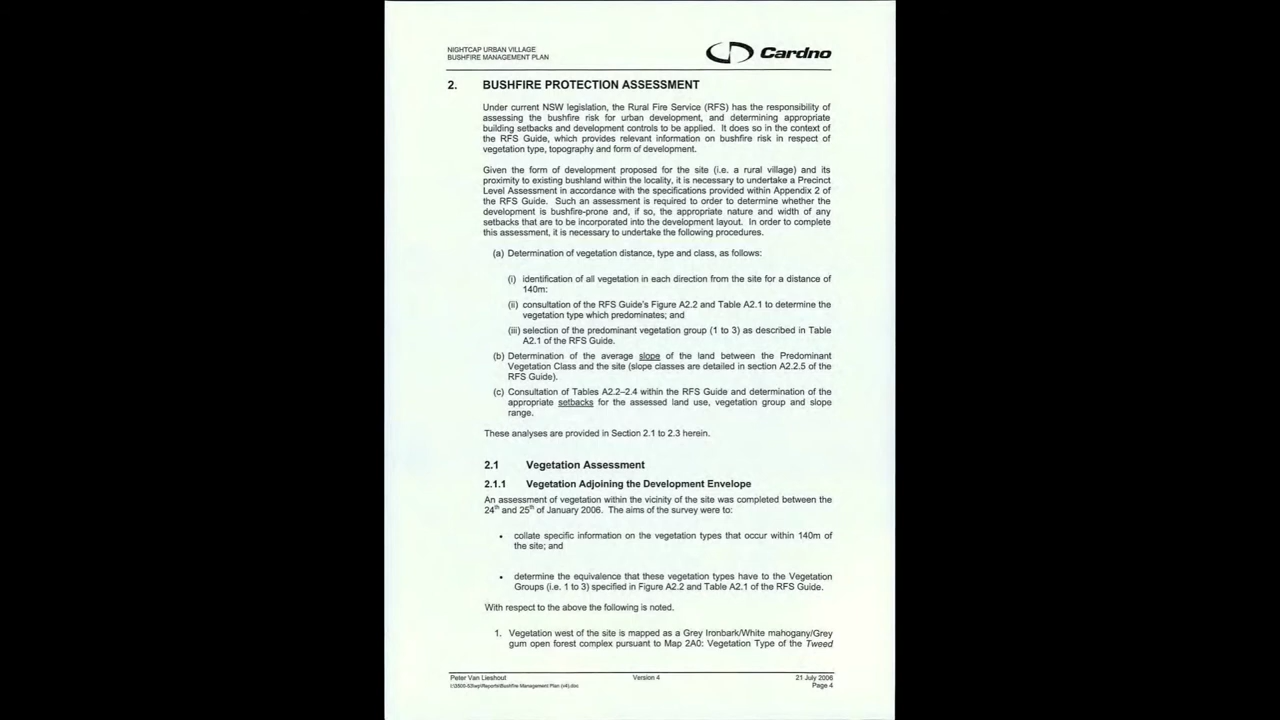 NIGHTCAP URBAN VILLAGE
BUSHFIRE MANAGEMENT PLAN
Cardno
2. BUSHFIRE PROTECTION ASSESSMENT
Under current NSW legislation, the Rural Fire Service (RFS) has the responsibility of
assessing the bushfire risk for urban development, and determining appropriate
building setbacks and development controls to be applied. It does so in the context of
the RFS Guide, which provides relevant information on bushfire risk in respect of
vegetation type, topography and form of development.
Given the form of development proposed for the site (i.e. a rural village) and its
proximity to existing bushland within the locality, it is necessary to undertake a Precinct
Level Assessment in accordance with the specifications provided within Appendix 2 of
the RFS Guide. Such an assessment is required to order to determine whether the
development is bushfire-prone and, if so, the appropriate nature and width of any
setbacks that are to be incorporated into the development layout. In order to complete
this assessment, it is necessary to undertake the following procedures.
(a) Determination of vegetation distance, type and class, as follows:
(i) identification of all vegetation in each direction from the site for a distance of
140m:
(ii) consultation of the RFS Guide's Figure A2.2 and Table A2.1 to determine the
vegetation type which predominates; and
(iii) selection of the predominant vegetation group (1 to 3) as described in Table
A2.1 of the RFS Guide.
(b) Determination of the average slope of the land between the Predominant
Vegetation Class and the site (slope classes are detailed in section A2.2.5 of the
RFS Guide).
(c) Consultation of Tables A2.2–2.4 within the RFS Guide and determination of the
appropriate setbacks for the assessed land use, vegetation group and slope
range.
These analyses are provided in Section 2.1 to 2.3 herein.
2.1 Vegetation Assessment
2.1.1 Vegetation Adjoining the Development Envelope
An assessment of vegetation within the vicinity of the site was completed between the
24th and 25th of January 2006. The aims of the survey were to:
• collate specific information on the vegetation types that occur within 140m of
the site; and
• determine the equivalence that these vegetation types have to the Vegetation
Groups (i.e. 1 to 3) specified in Figure A2.2 and Table A2.1 of the RFS Guide.
With respect to the above the following is noted.
1. Vegetation west of the site is mapped as a Grey Ironbark/White mahogany/Grey
gum open forest complex pursuant to Map 2A0: Vegetation Type of the Tweed
Peter Van Lieshout Version 4 21 July 2006
I:\3505-53\wp\Reports\Bushfire Management Plan (v4).doc Page 4